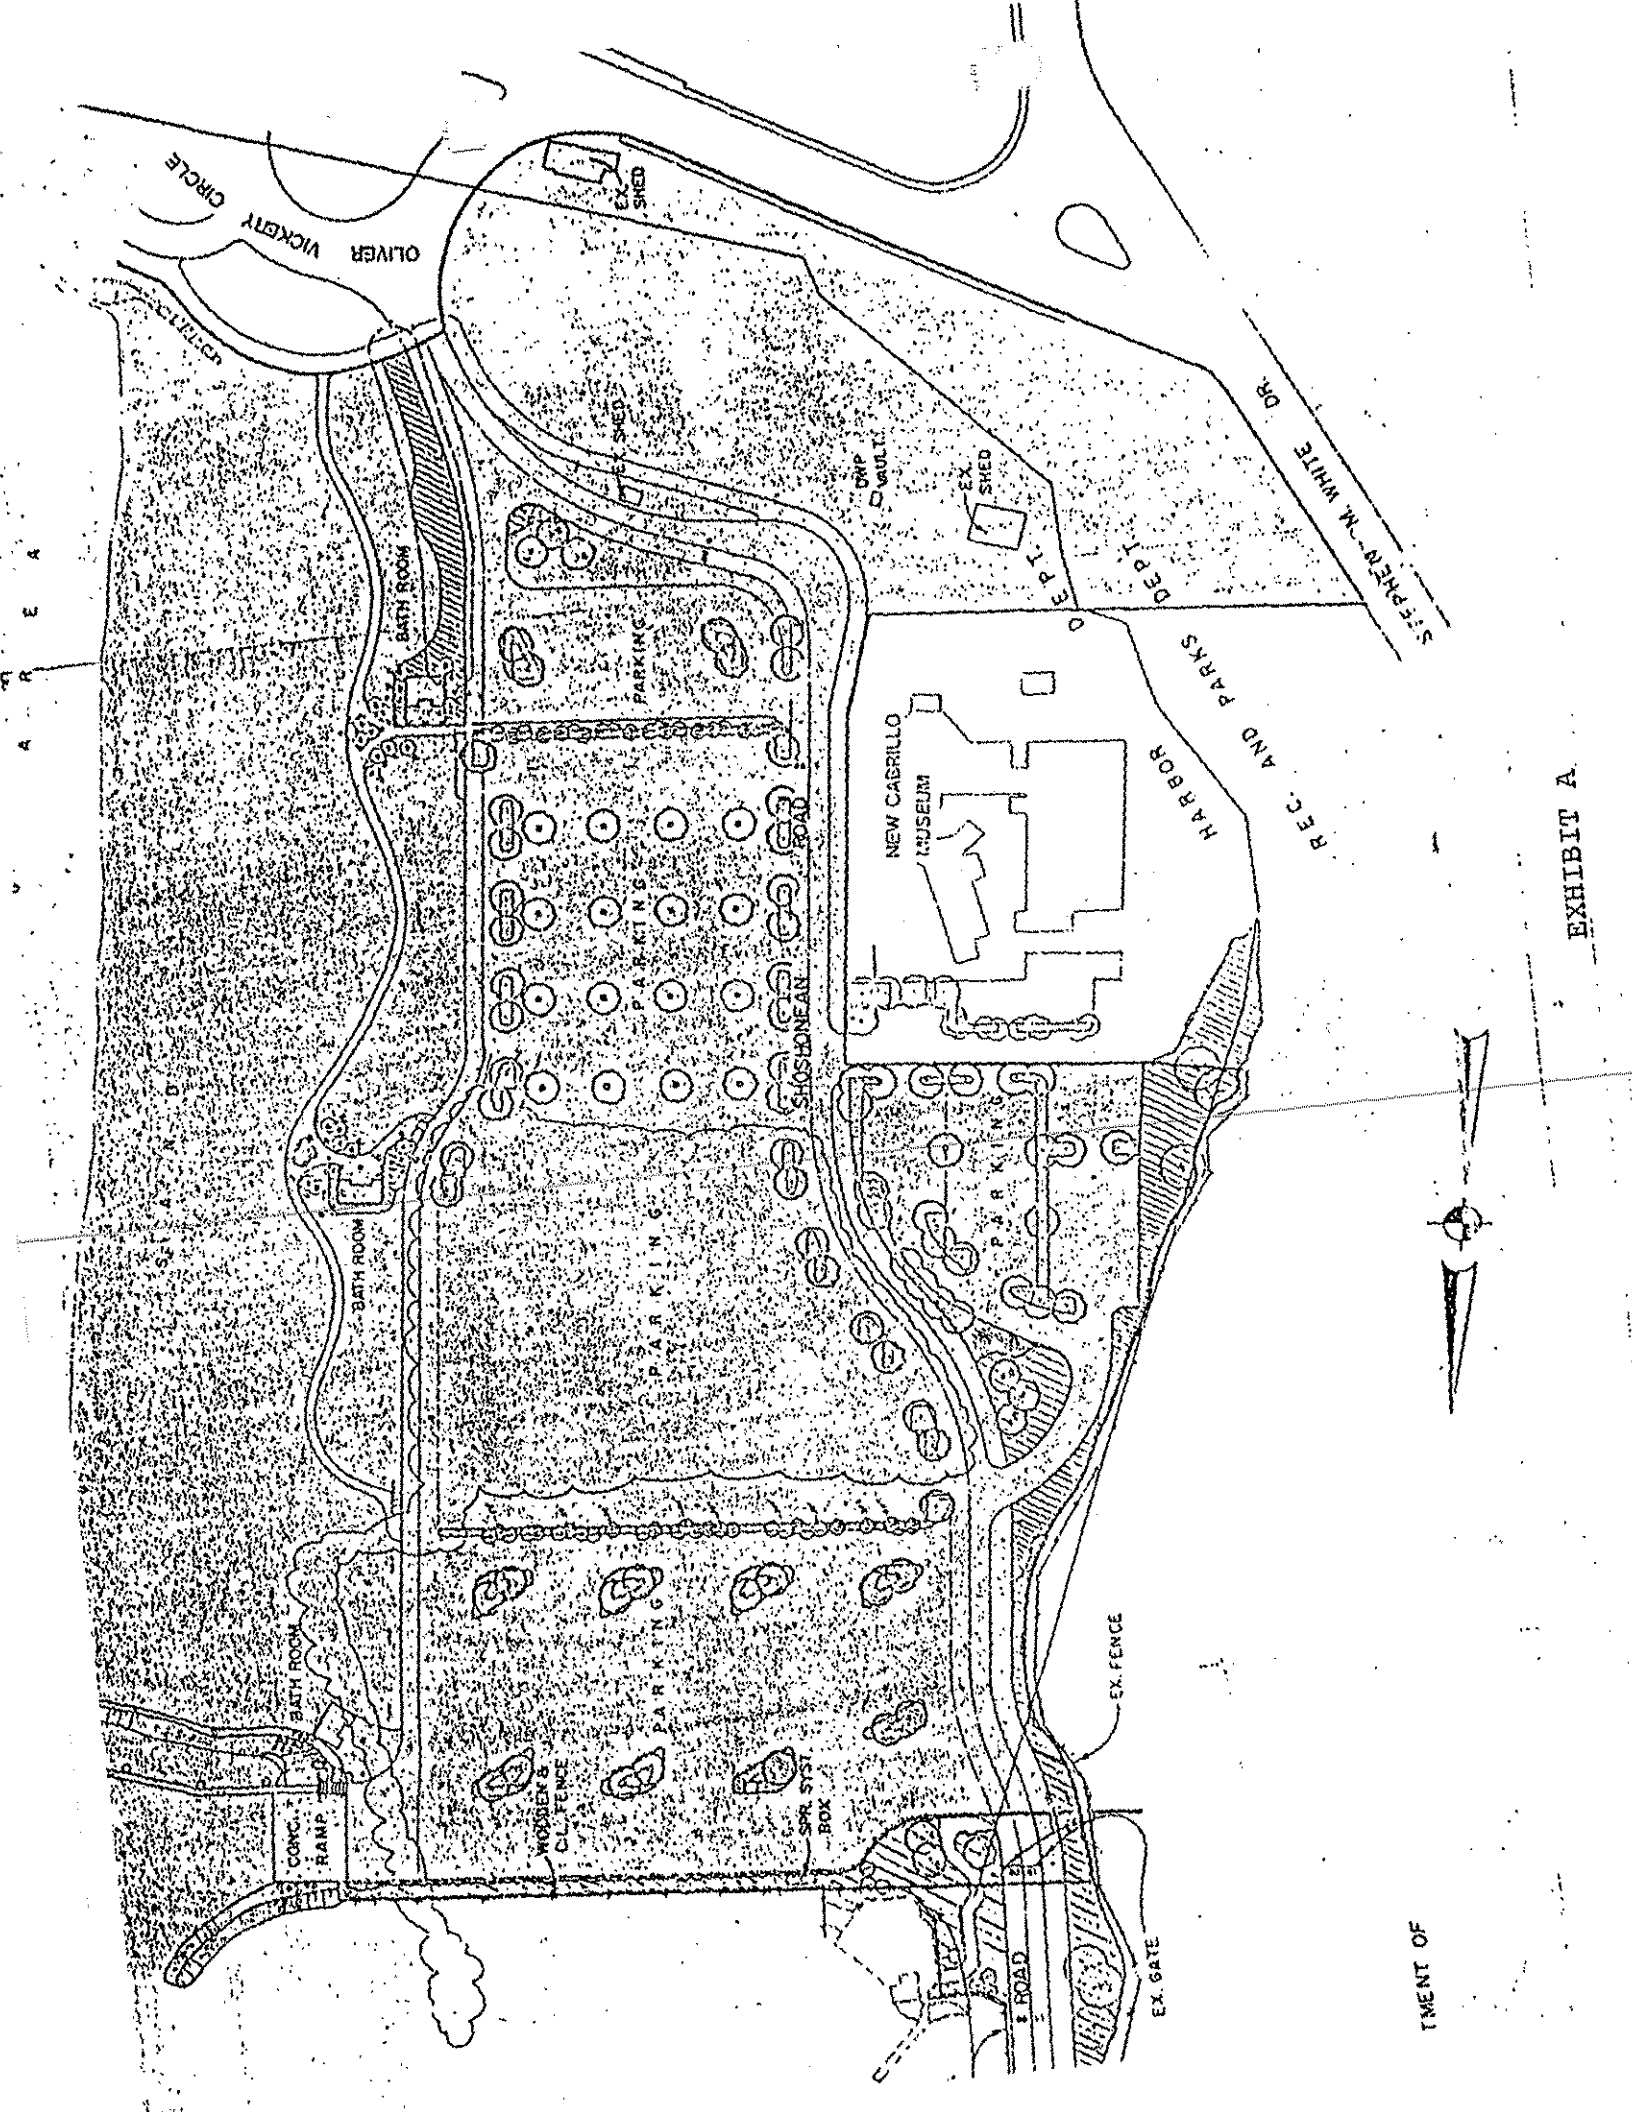 CIRCLE
VICKERY
OLIVER
EX.
SHED
EX. SHED
DWP
VAULT
EX.
SHED
STEPHEN M. WHITE DR.
DEPT.
EPT.
HARBOR
REC. AND PARKS
AREA
BATH ROOM
PARKING
NEW CABRILLO
MUSEUM
PARKING
SHOSHONEAN ROAD
PARKING
BATH ROOM
PARKING
BATH ROOM
PARKING
CONC.
RAMP
WOODEN &
C.L. FENCE
SPR. SYST.
BOX
EX. FENCE
ROAD
EX. GATE
TMENT OF
EXHIBIT A